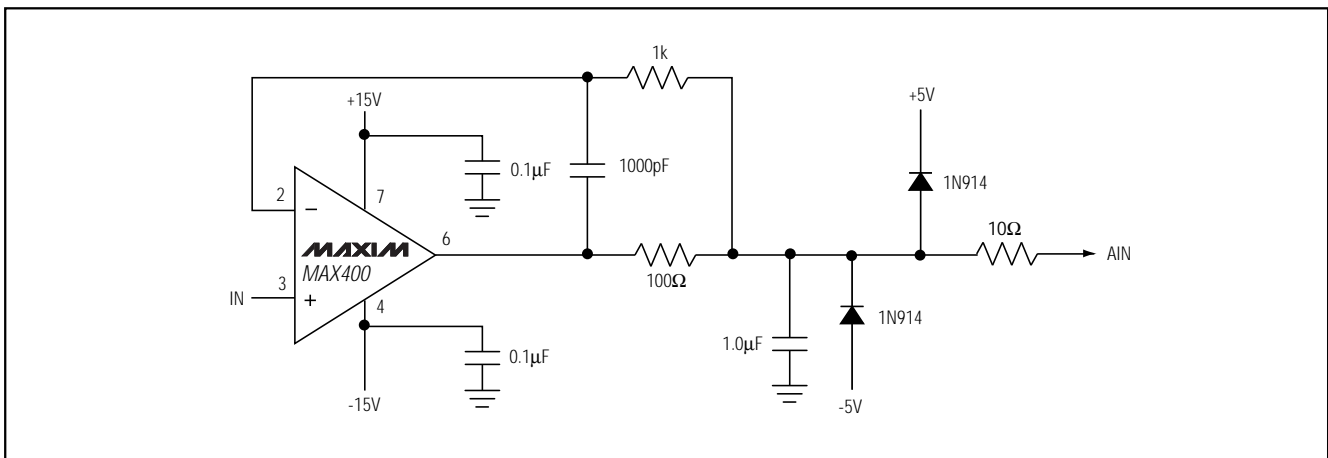 1k
+15V
+5V
0.1μF
1000pF
1N914
2
7
−
MAXIM
MAX400
6
10Ω
AIN
100Ω
IN
3
+
4
1N914
0.1μF
1.0μF
-15V
-5V